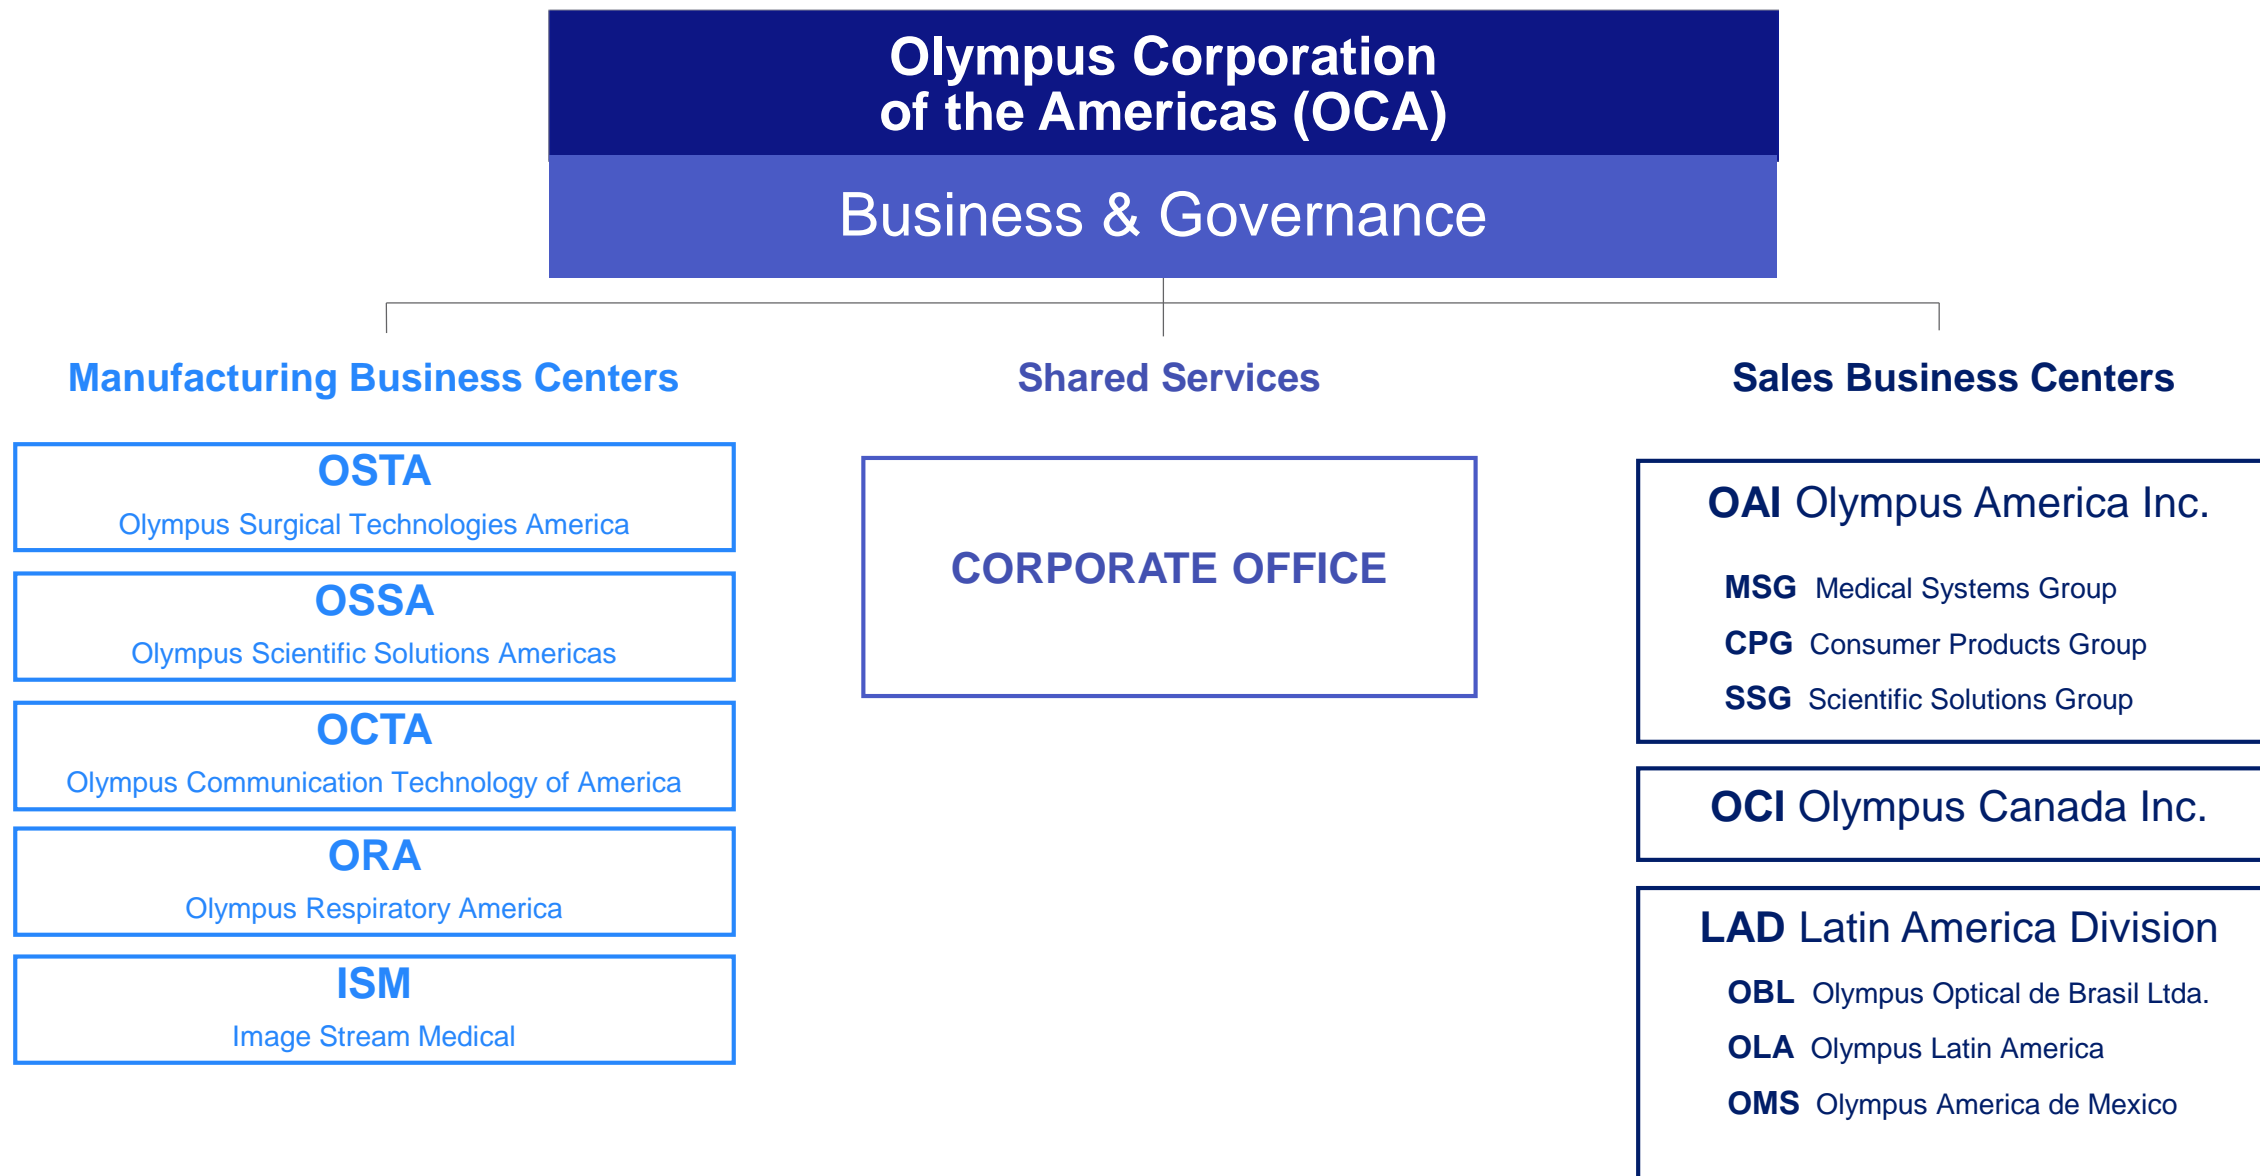 Olympus Corporation
of the Americas (OCA)
Business & Governance
Manufacturing Business Centers
OSTA
Olympus Surgical Technologies America
OSSA
Olympus Scientific Solutions Americas
OCTA
Olympus Communication Technology of America
ORA
Olympus Respiratory America
ISM
Image Stream Medical
Shared Services
CORPORATE OFFICE
Sales Business Centers
OAI Olympus America Inc.
MSG Medical Systems Group
CPG Consumer Products Group
SSG Scientific Solutions Group
OCI Olympus Canada Inc.
LAD Latin America Division
OBL Olympus Optical de Brasil Ltda.
OLA Olympus Latin America
OMS Olympus America de Mexico